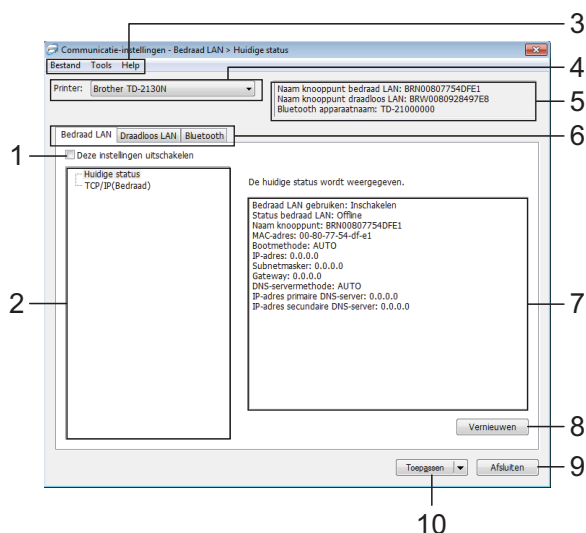 3
Communicatie-instellingen - Bedraad LAN > Huidige status
Bestand Tools Help
4
Printer: Brother TD-2130N
Naam knooppunt bedraad LAN: BRN00807754DFE1
Naam knooppunt draadloos LAN: BRW0080928497E8
Bluetooth apparaatnaam: TD-21000000
5
Bedraad LAN Draadloos LAN Bluetooth
6
1
Deze instellingen uitschakelen
Huidige status
TCP/IP(Bedraad)
2
De huidige status wordt weergegeven.
Bedraad LAN gebruiken: Inschakelen
Status bedraad LAN: Offline
Naam knooppunt: BRN00807754DFE1
MAC-adres: 00-80-77-54-df-e1
Bootmethode: AUTO
IP-adres: 0.0.0.0
Subnetmasker: 0.0.0.0
Gateway: 0.0.0.0
DNS-servermethode: AUTO
IP-adres primaire DNS-server: 0.0.0.0
IP-adres secundaire DNS-server: 0.0.0.0
7
Vernieuwen
8
Toepassen
Afsluiten
9
10